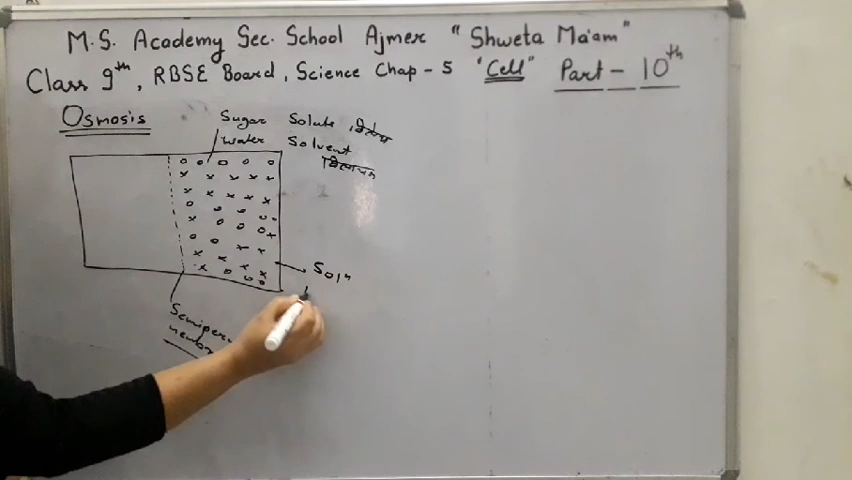 M.S. Academy Sec. School Ajmer "Shweta Ma'am"
Class 9th, RBSE Board, Science Chap - 5 "Cell" Part - 10th
Osmosis
Sugar Solute, विलेय
water Solvent
विलायक
Soln